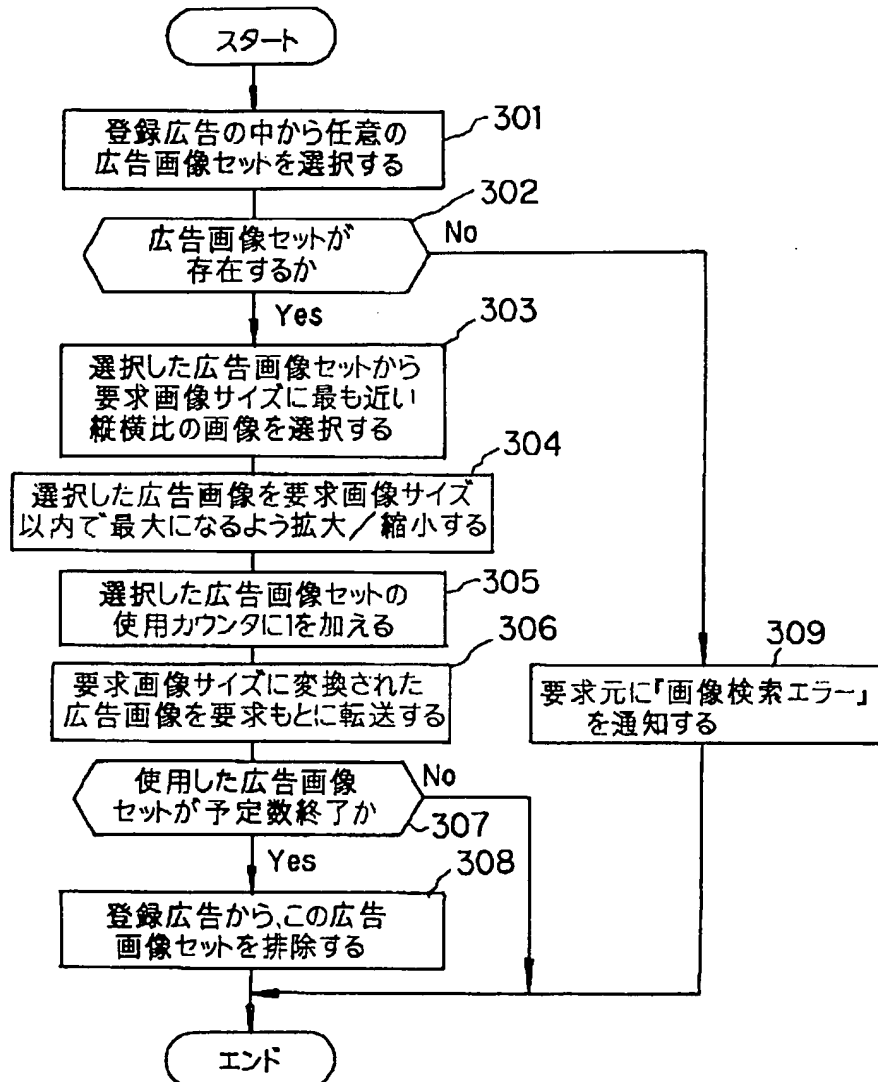 スタート
301
登録広告の中から任意の
広告画像セットを選択する
302
広告画像セットが
存在するか
No
Yes
303
選択した広告画像セットから
要求画像サイズに最も近い
縦横比の画像を選択する
304
選択した広告画像を要求画像サイズ
以内で最大になるよう拡大/縮小する
305
選択した広告画像セットの
使用カウンタに1を加える
306
要求画像サイズに変換された
広告画像を要求もとに転送する
309
要求元に『画像検索エラー』
を通知する
使用した広告画像
セットが予定数終了か
No
307
Yes
308
登録広告から、この広告
画像セットを排除する
エンド